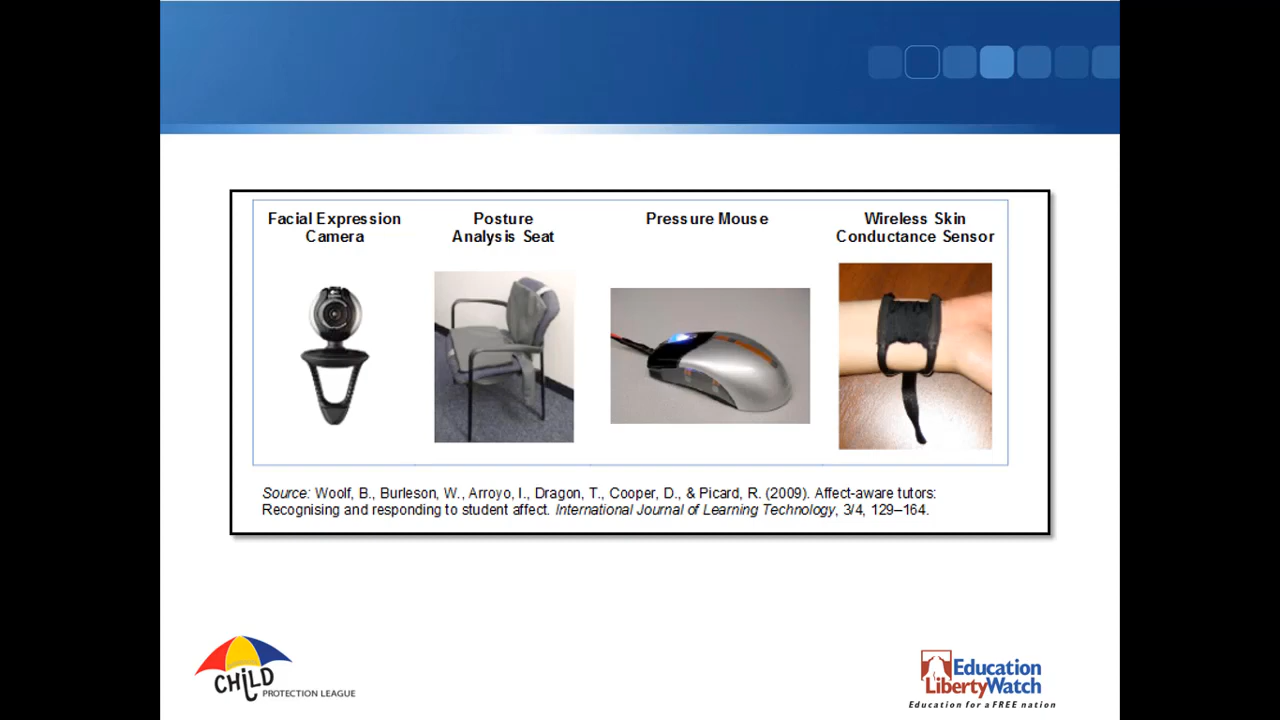 Facial Expression
Camera
Posture
Analysis Seat
Pressure Mouse
Wireless Skin
Conductance Sensor
Source: Woolf, B., Burleson, W., Arroyo, I., Dragon, T., Cooper, D., & Picard, R. (2009). Affect-aware tutors:
Recognising and responding to student affect. International Journal of Learning Technology, 3/4, 129–164.
CHiLD
PROTECTION LEAGUE
Education
LibertyWatch
Education for a FREE nation